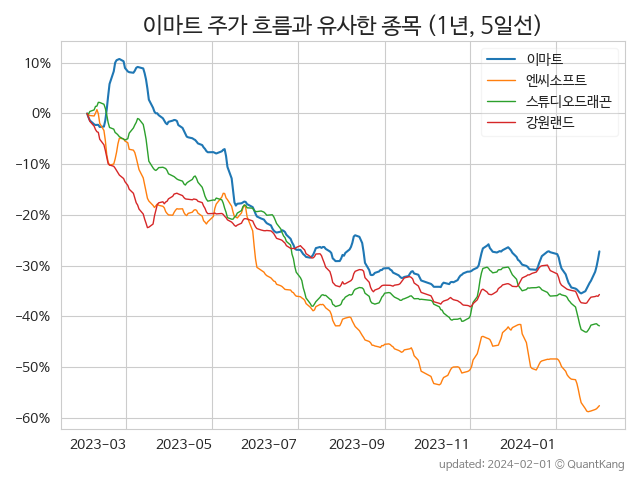 이마트 주가 흐름과 유사한 종목 (1년, 5일선)
이마트
엔씨소프트
스튜디오드래곤
강원랜드
10%
0%
−10%
−20%
−30%
−40%
−50%
−60%
2023-03 2023-05 2023-07 2023-09 2023-11 2024-01
updated: 2024-02-01 © QuantKang